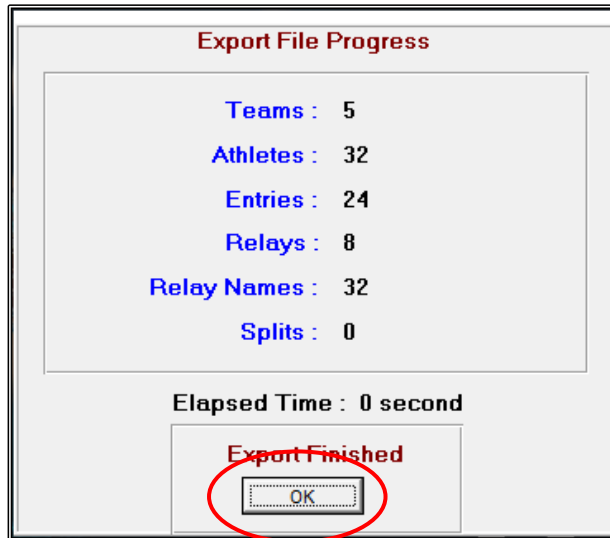 Export File Progress
Teams : 5
Athletes : 32
Entries : 24
Relays : 8
Relay Names : 32
Splits : 0
Elapsed Time : 0 second
Export Finished
OK